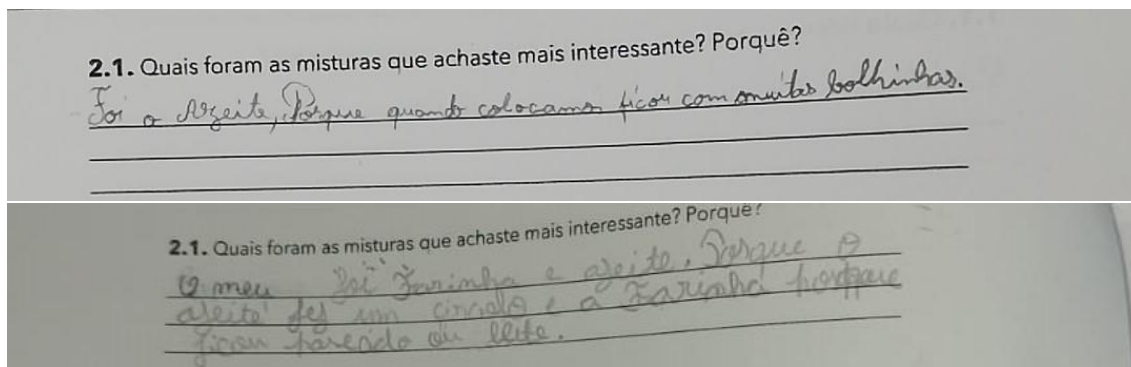 2.1. Quais foram as misturas que achaste mais interessante? Porquê?
Foi o Azeite, Porque quando colocamos ficou com muitas bolhinhas.
2.1. Quais foram as misturas que achaste mais interessante? Porquê?
O meu foi Farinha e azeite. Porque o
azeite fez um circulo e a Farinha porque
ficou parecido ou leite.